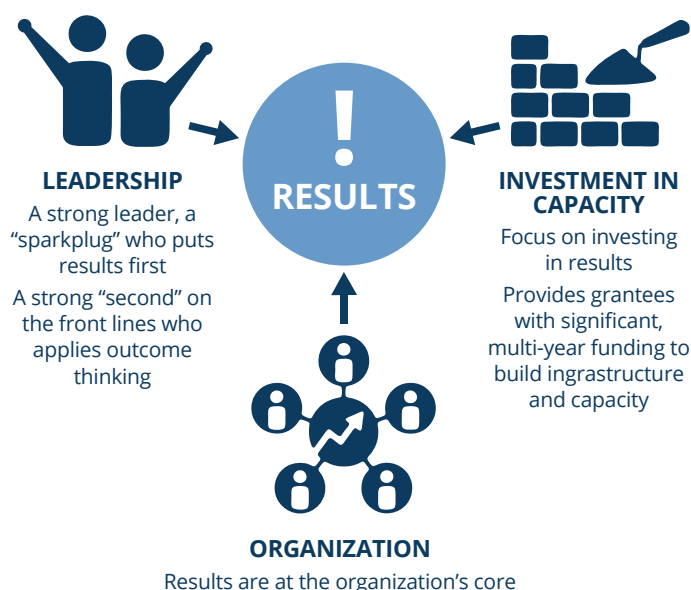 !
RESULTS
LEADERSHIP
A strong leader, a
“sparkplug” who puts
results first
A strong “second” on
the front lines who
applies outcome
thinking
INVESTMENT IN
CAPACITY
Focus on investing
in results
Provides grantees
with significant,
multi-year funding to
build ingrastructure
and capacity
ORGANIZATION
Results are at the organization’s core